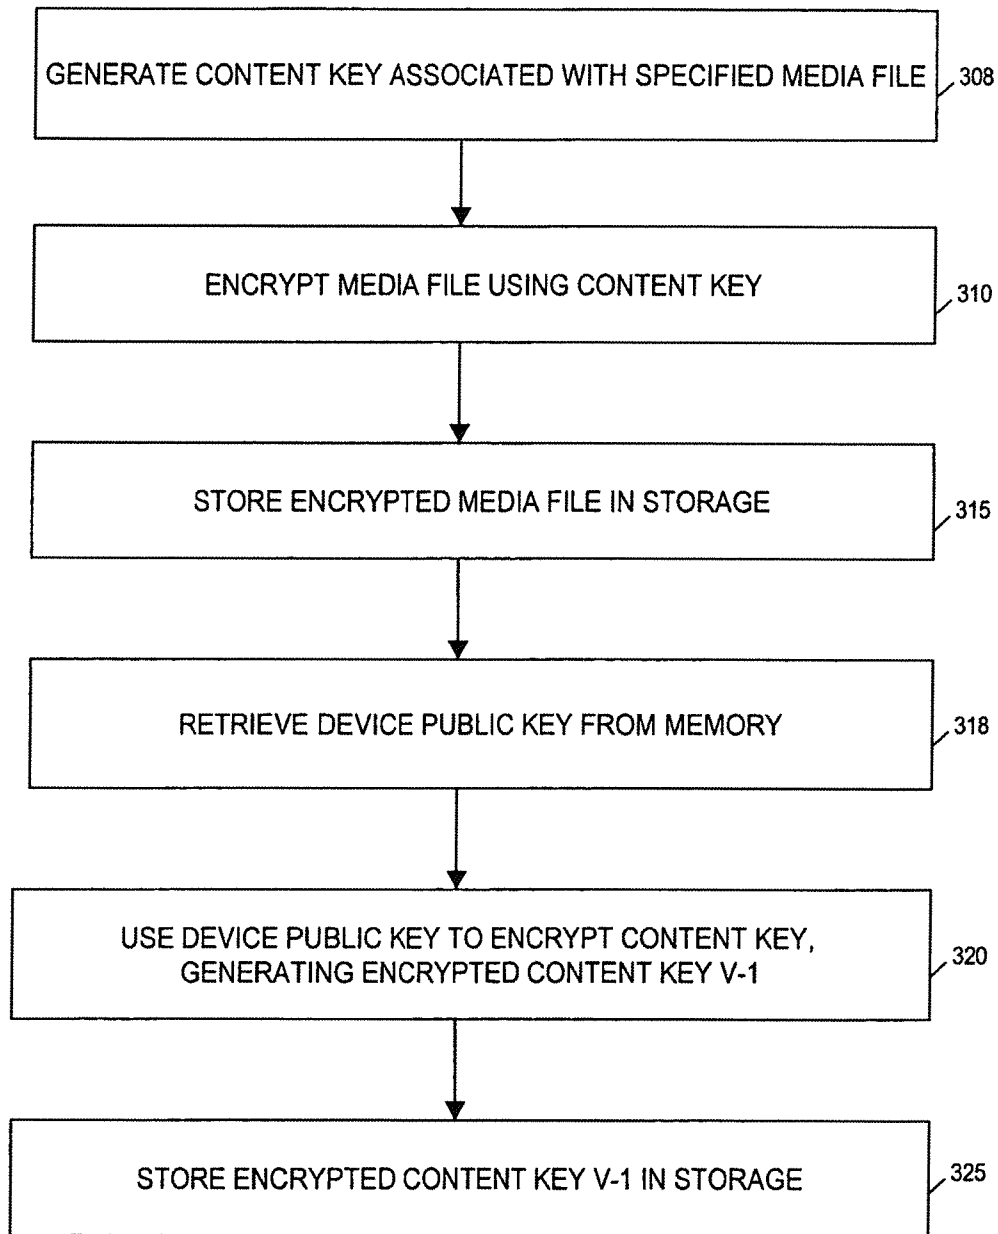 GENERATE CONTENT KEY ASSOCIATED WITH SPECIFIED MEDIA FILE
308
ENCRYPT MEDIA FILE USING CONTENT KEY
310
STORE ENCRYPTED MEDIA FILE IN STORAGE
315
RETRIEVE DEVICE PUBLIC KEY FROM MEMORY
318
USE DEVICE PUBLIC KEY TO ENCRYPT CONTENT KEY,
GENERATING ENCRYPTED CONTENT KEY V-1
320
STORE ENCRYPTED CONTENT KEY V-1 IN STORAGE
325